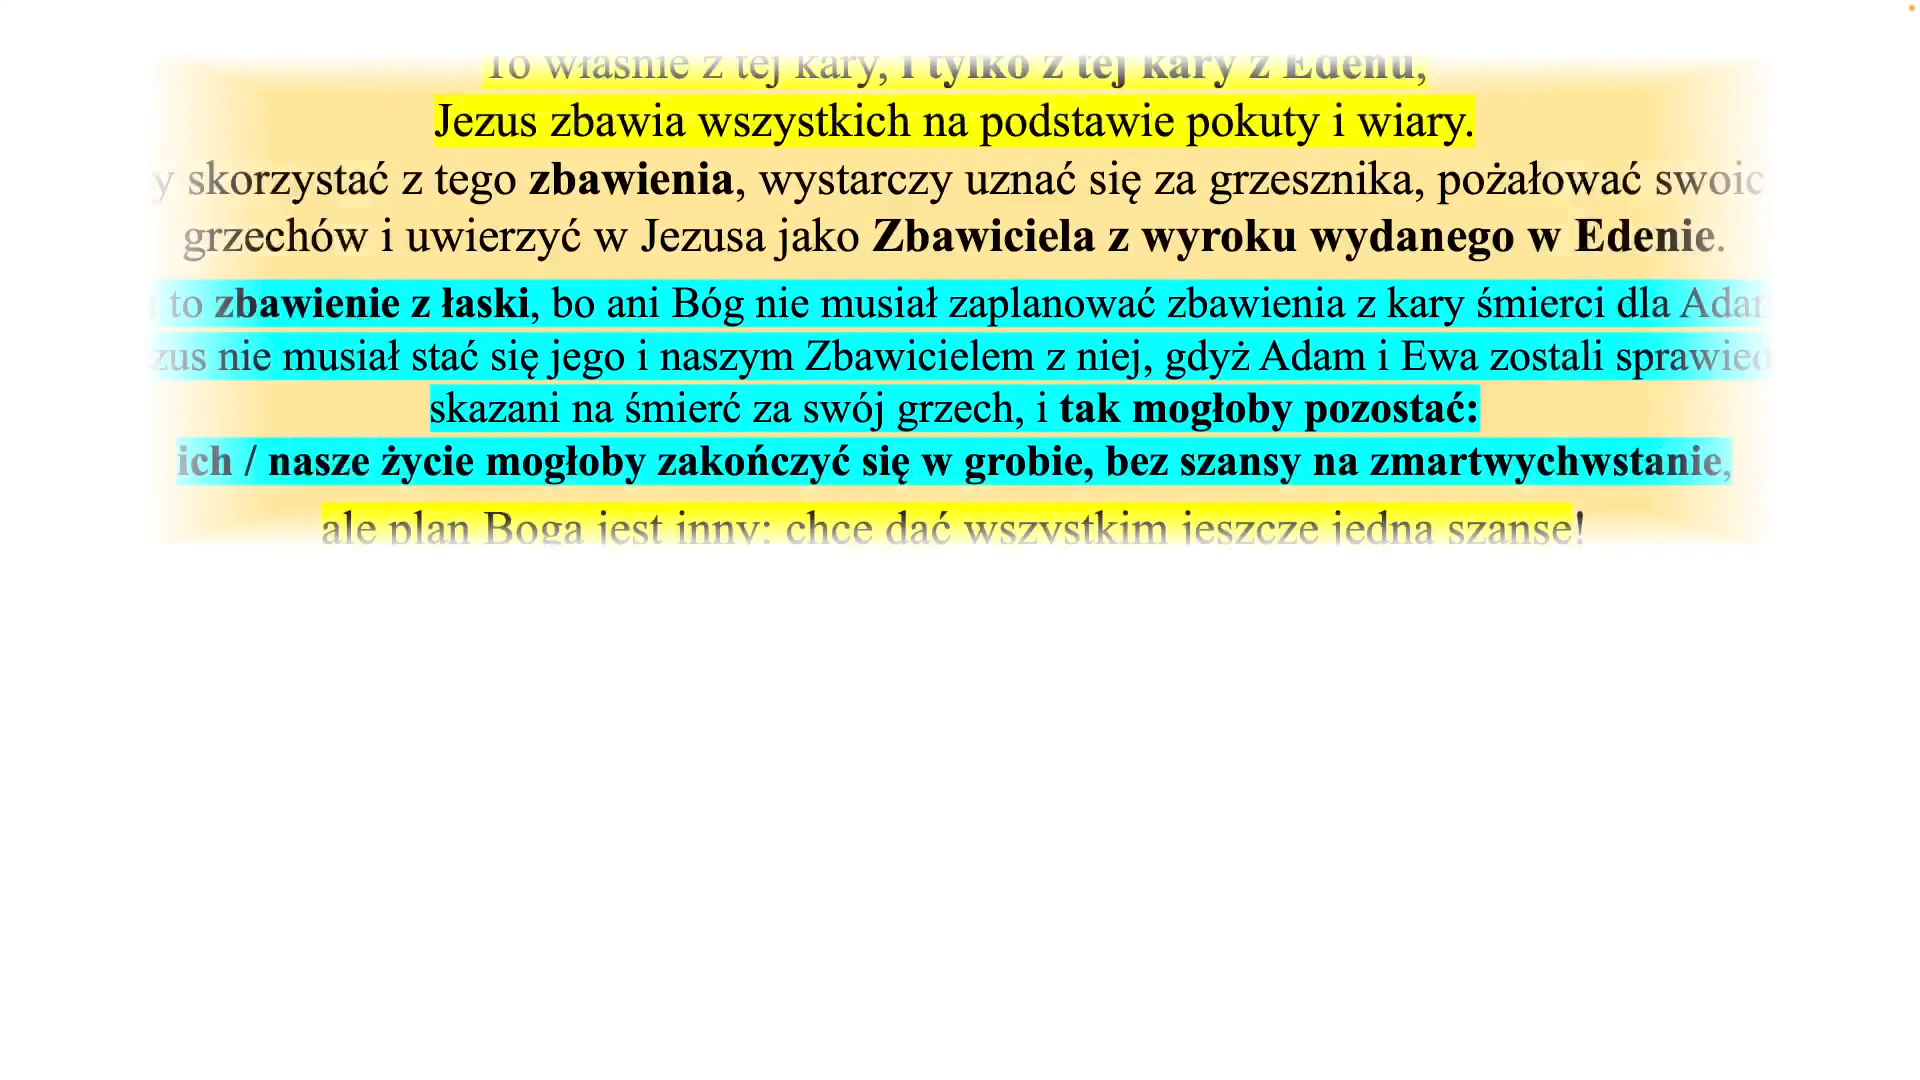 To właśnie z tej kary, i tylko z tej kary z Edenu,
Jezus zbawia wszystkich na podstawie pokuty i wiary.
y skorzystać z tego zbawienia, wystarczy uznać się za grzesznika, pożałować swoic
grzechów i uwierzyć w Jezusa jako Zbawiciela z wyroku wydanego w Edenie.
to zbawienie z łaski, bo ani Bóg nie musiał zaplanować zbawienia z kary śmierci dla Adam
zus nie musiał stać się jego i naszym Zbawicielem z niej, gdyż Adam i Ewa zostali sprawied
skazani na śmierć za swój grzech, i tak mogłoby pozostać:
ich / nasze życie mogłoby zakończyć się w grobie, bez szansy na zmartwychwstanie,
ale plan Boga jest inny: chce dać wszystkim jeszcze jedną szansę!